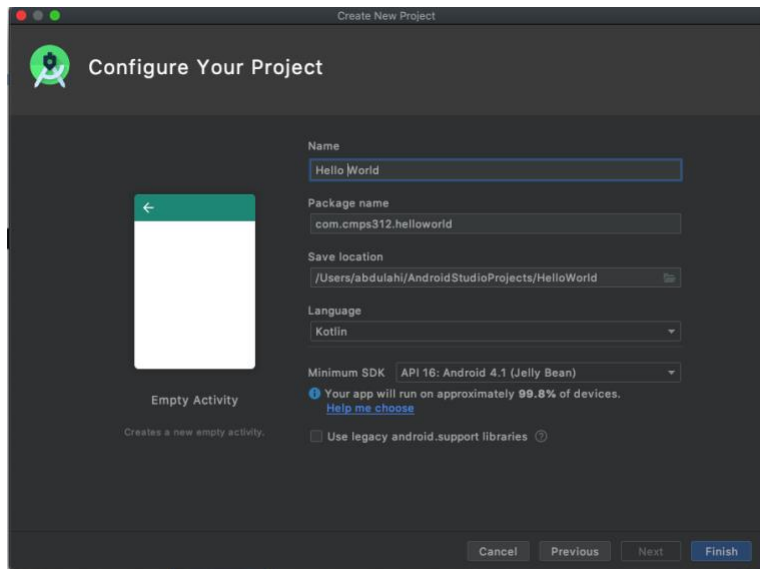 Create New Project
Configure Your Project
Name
Hello World
Package name
com.cmps312.helloworld
Save location
/Users/abdulahi/AndroidStudioProjects/HelloWorld
Language
Kotlin
Minimum SDK API 16: Android 4.1 (Jelly Bean)
Your app will run on approximately 99.8% of devices.
Help me choose
Use legacy android.support libraries
Empty Activity
Creates a new empty activity.
Cancel Previous Next Finish